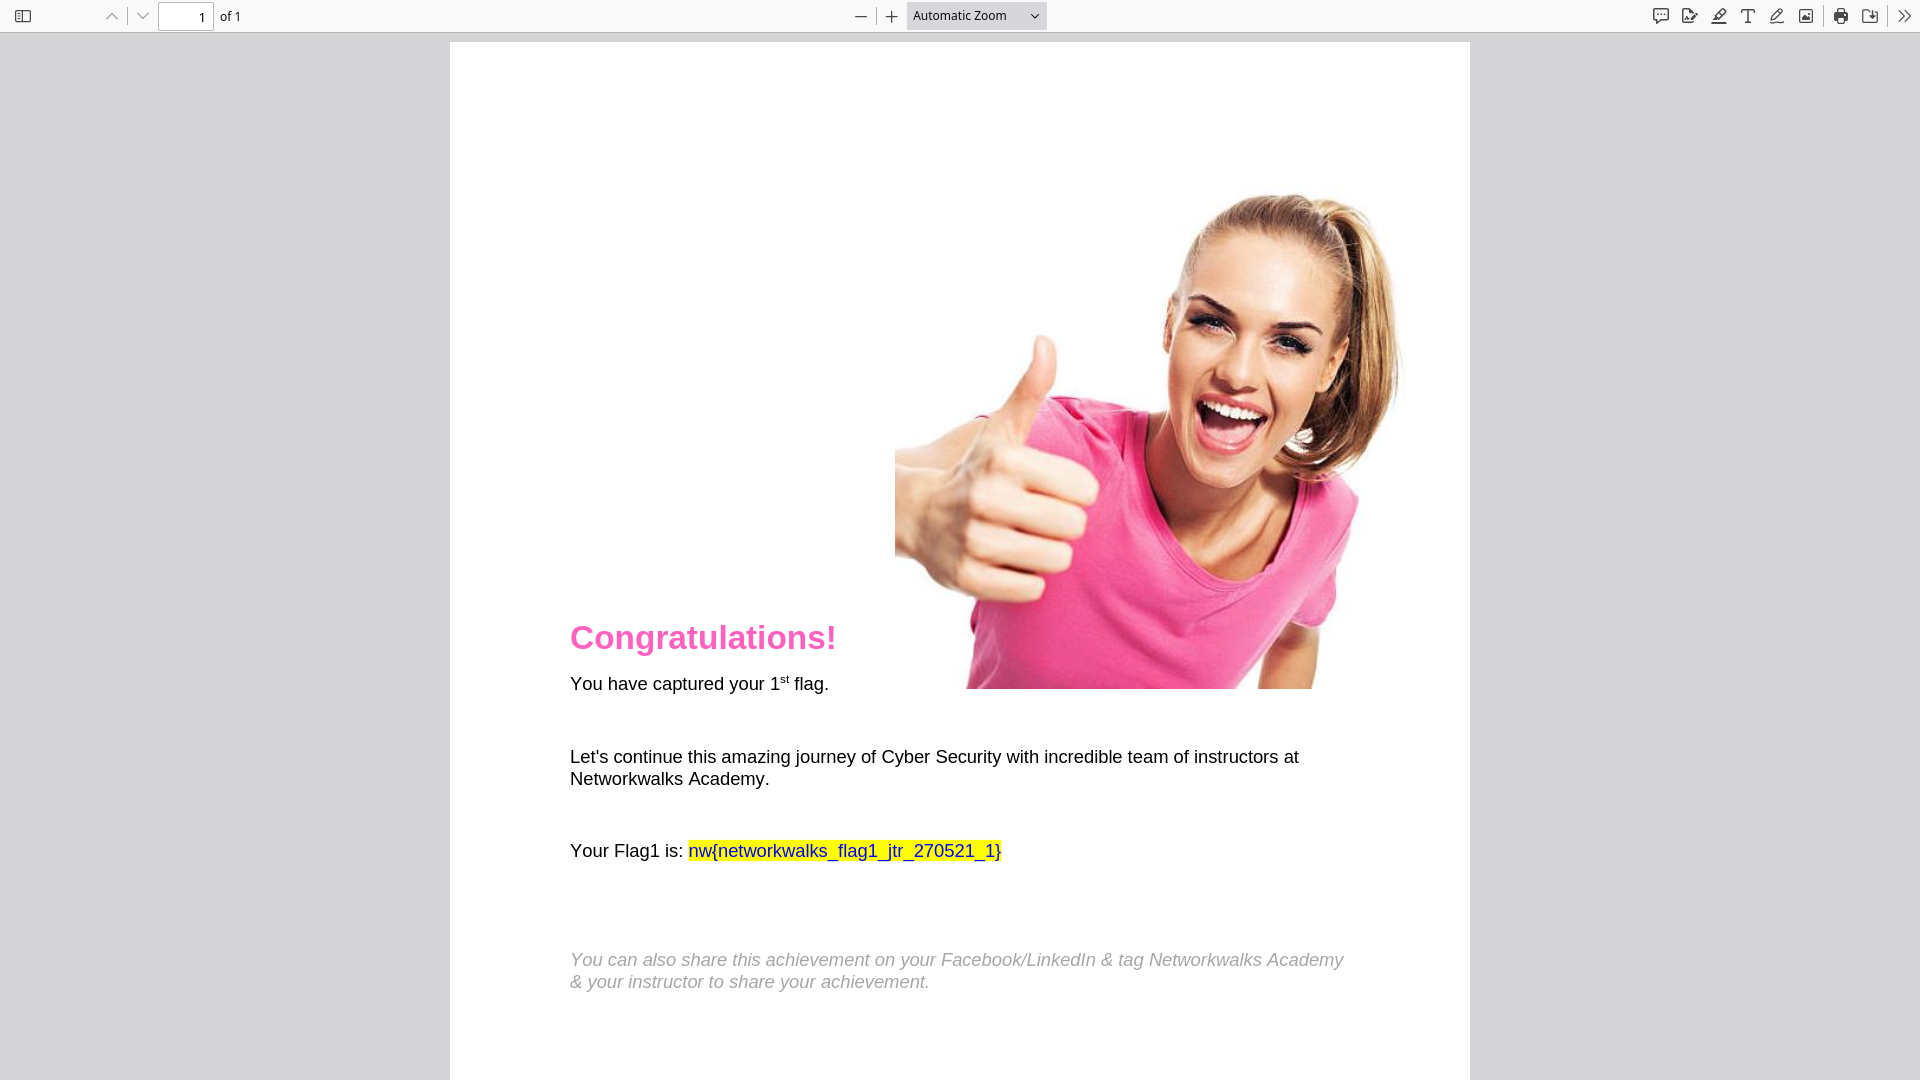 1 of 1 Automatic Zoom
Congratulations!
You have captured your 1st flag.
Let's continue this amazing journey of Cyber Security with incredible team of instructors at
Networkwalks Academy.
Your Flag1 is: nw{networkwalks_flag1_jtr_270521_1}
You can also share this achievement on your Facebook/LinkedIn & tag Networkwalks Academy
& your instructor to share your achievement.